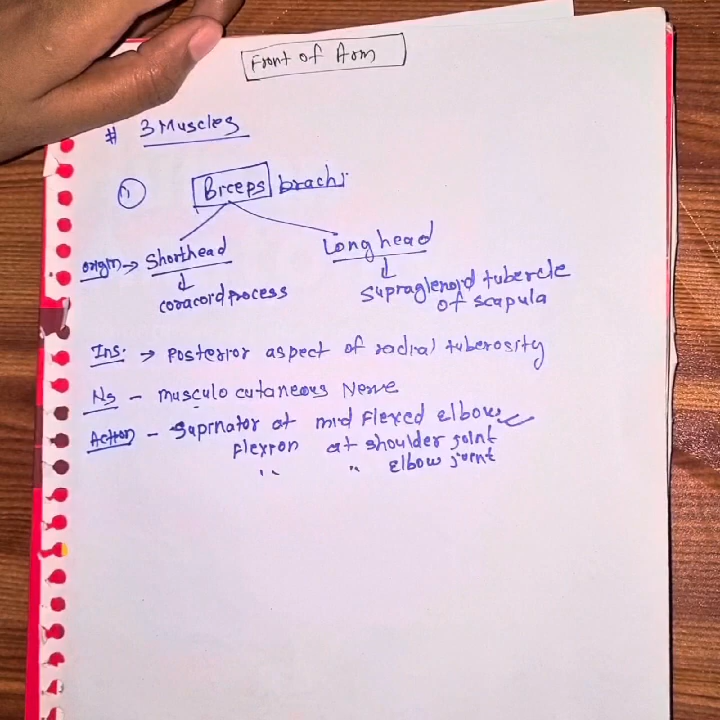 Front of Arm
# 3 Muscles
1) Biceps brachi
origin → Shorthead Long head
↓ ↓
coracoid process Supraglenoid tubercle
of scapula
Ins. → Posterior aspect of radial tuberosity
Ns - musculo cutaneous Nerve
Action - Supinator at mid flexed elbow
Flexion at shoulder joint
" " elbow joint